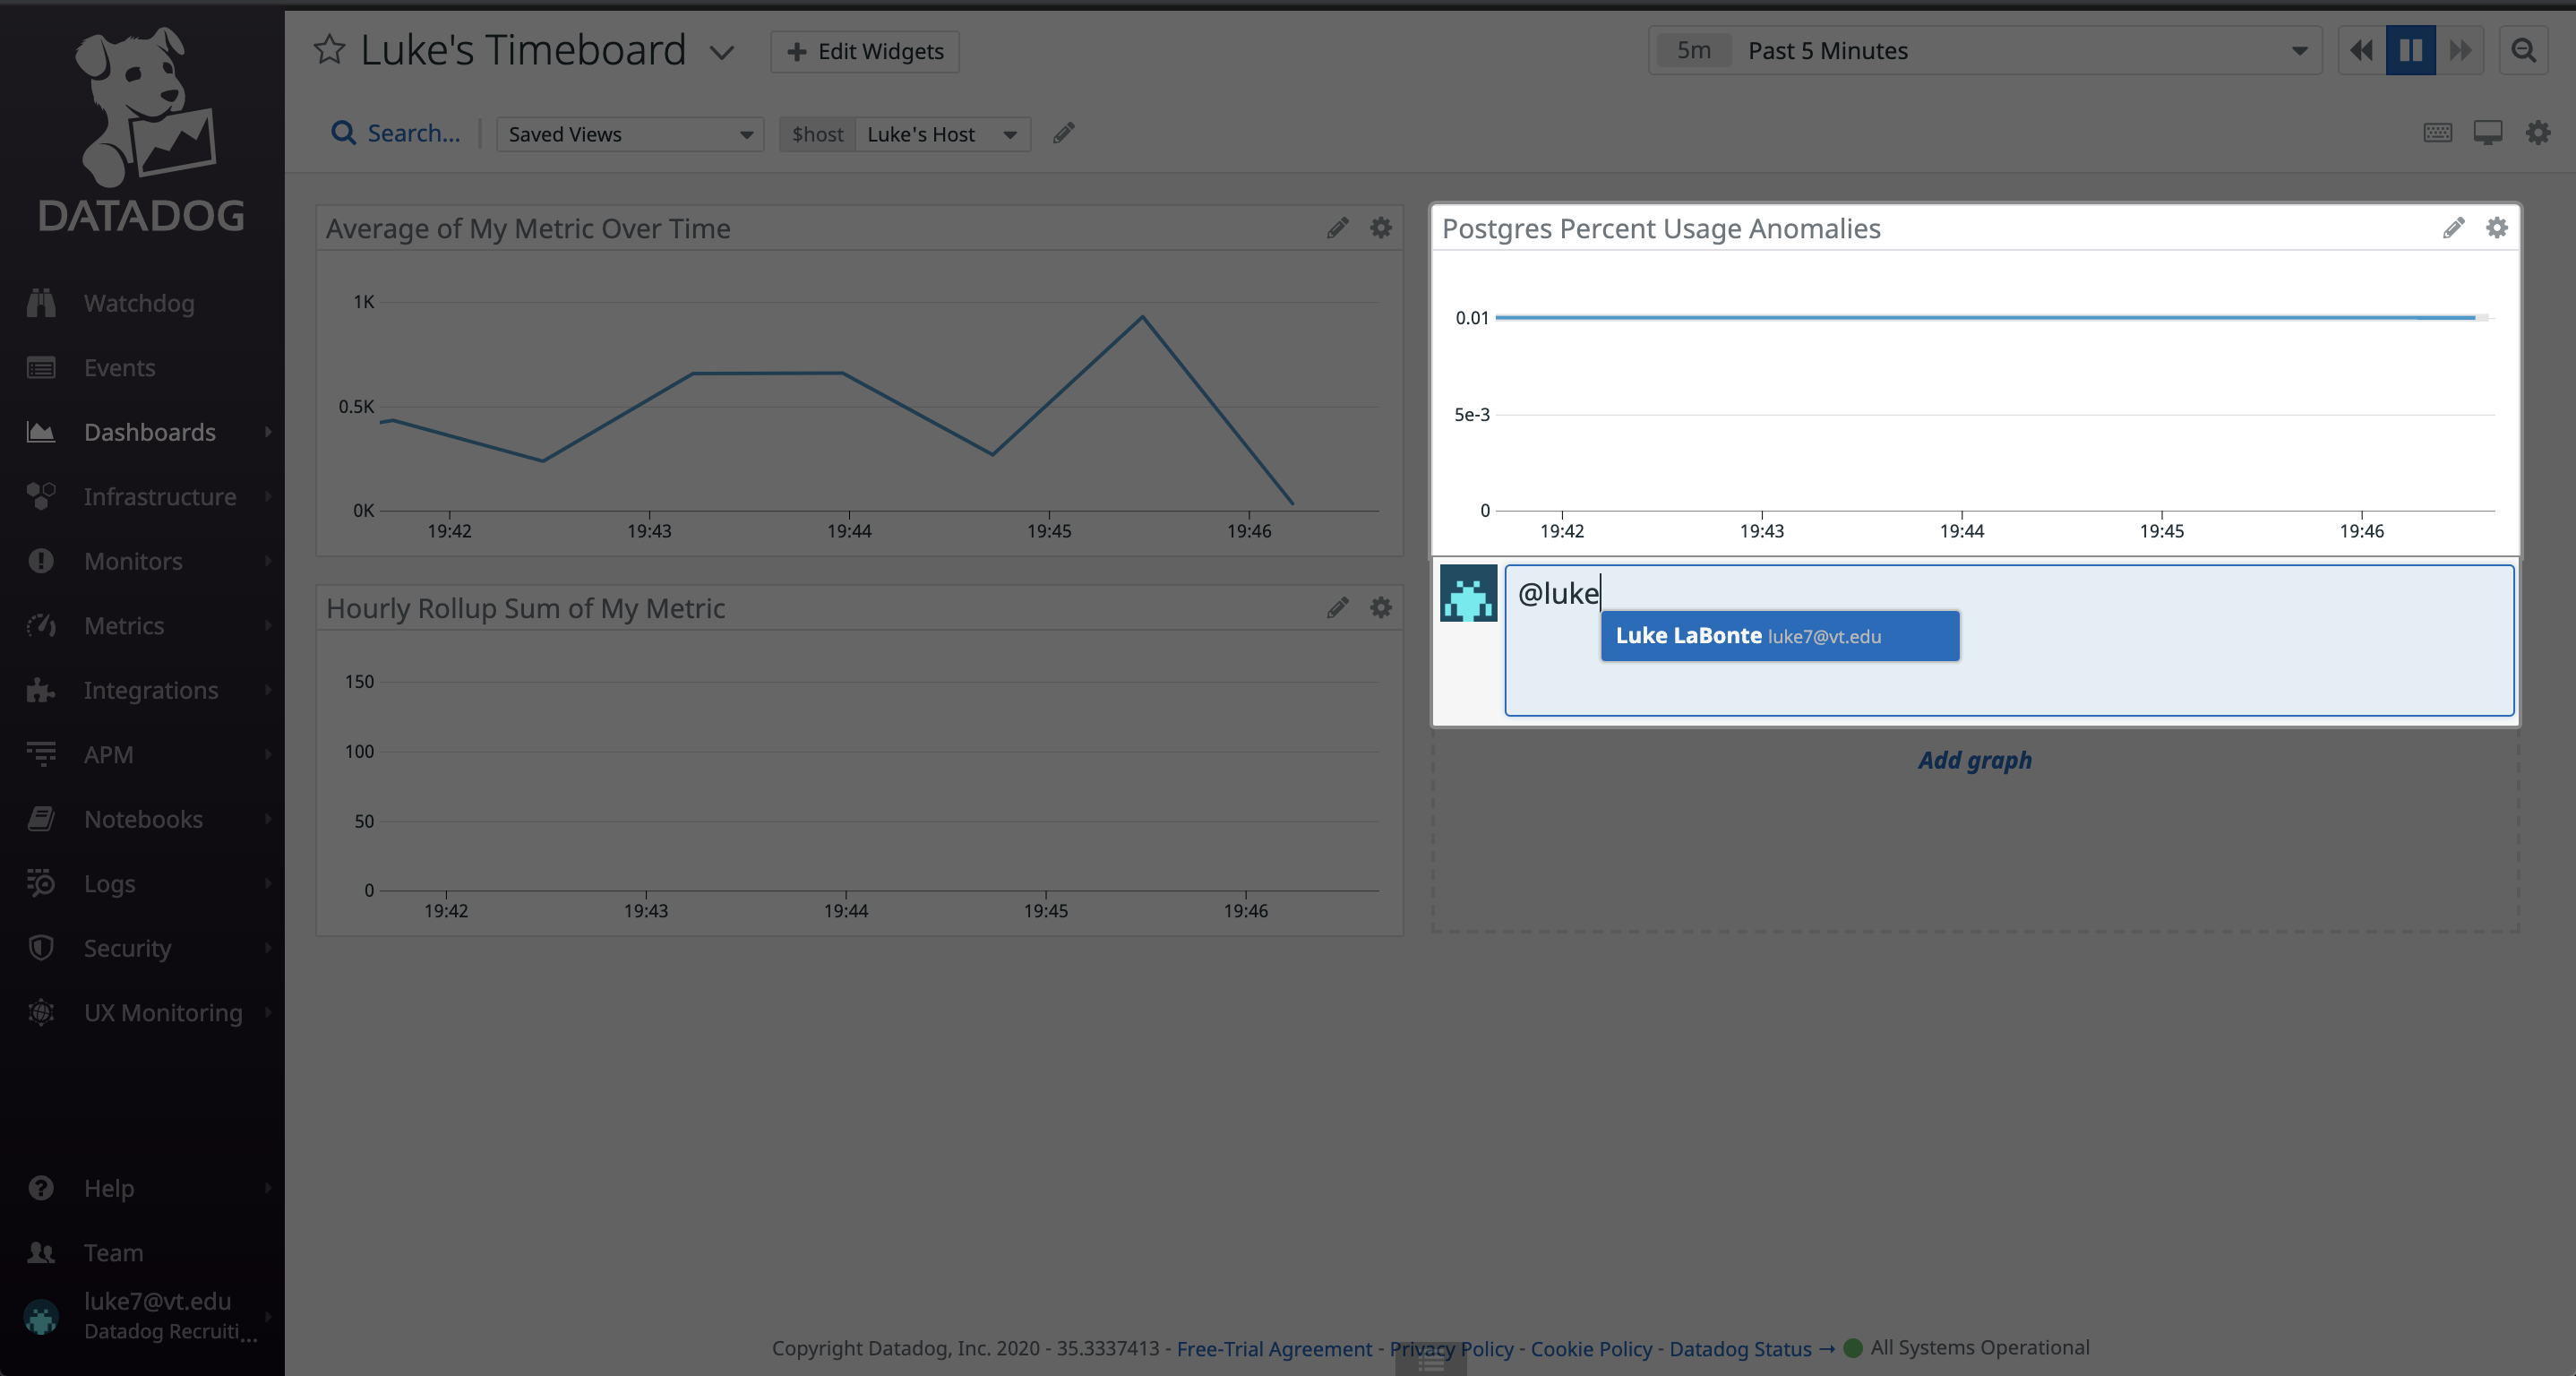 DATADOG
Watchdog
Events
Dashboards
Infrastructure
Monitors
Metrics
Integrations
APM
Notebooks
Logs
Security
UX Monitoring
Help
Team
luke7@vt.edu
Datadog Recruiti...
Luke's Timeboard
Edit Widgets
5m Past 5 Minutes
Search...
Saved Views
$host Luke's Host
Average of My Metric Over Time
1K
0.5K
0K
19:42 19:43 19:44 19:45 19:46
Postgres Percent Usage Anomalies
0.01
5e-3
0
19:42 19:43 19:44 19:45 19:46
@luke
Luke LaBonte luke7@vt.edu
Hourly Rollup Sum of My Metric
150
100
50
0
19:42 19:43 19:44 19:45 19:46
Add graph
Copyright Datadog, Inc. 2020 - 35.3337413 - Free-Trial Agreement - Privacy Policy - Cookie Policy - Datadog Status → All Systems Operational